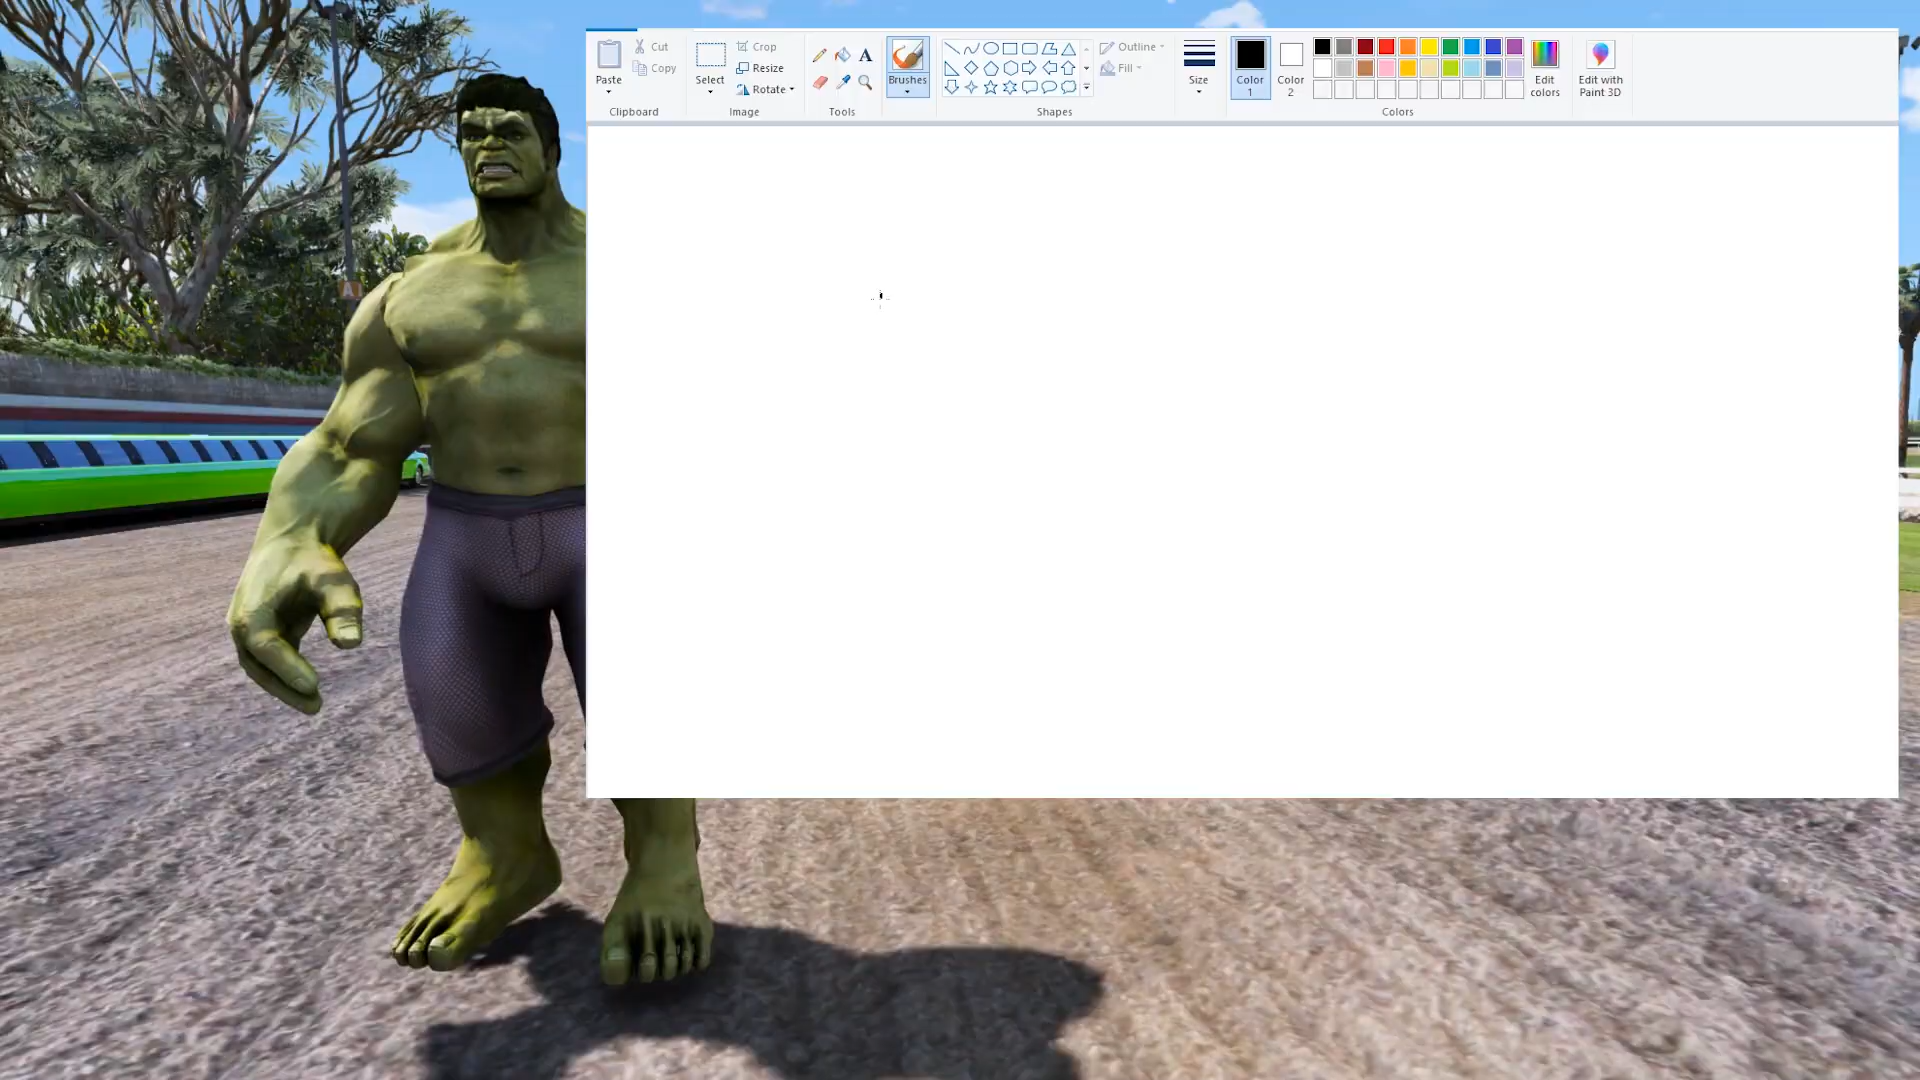 Paste
Cut
Copy
Clipboard
Select
Crop
Resize
Rotate
Image
A
Tools
Brushes
Shapes
Outline
Fill
Size
Color
1
Color
2
Colors
Edit
colors
Edit with
Paint 3D
A